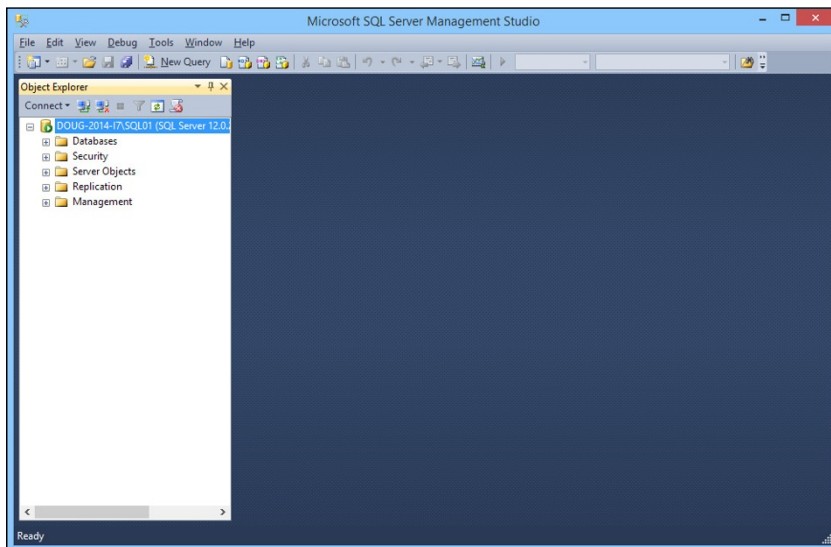 Microsoft SQL Server Management Studio
File Edit View Debug Tools Window Help
New Query
Object Explorer
Connect
DOUG-2014-I7\SQL01 (SQL Server 12.0.
Databases
Security
Server Objects
Replication
Management
Ready